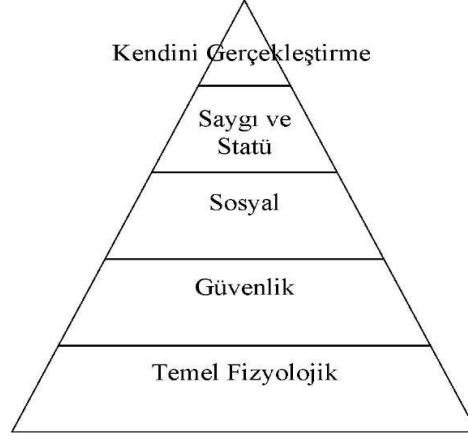 Kendini Gerçekleştirme
Saygı ve
Statü
Sosyal
Güvenlik
Temel Fizyolojik